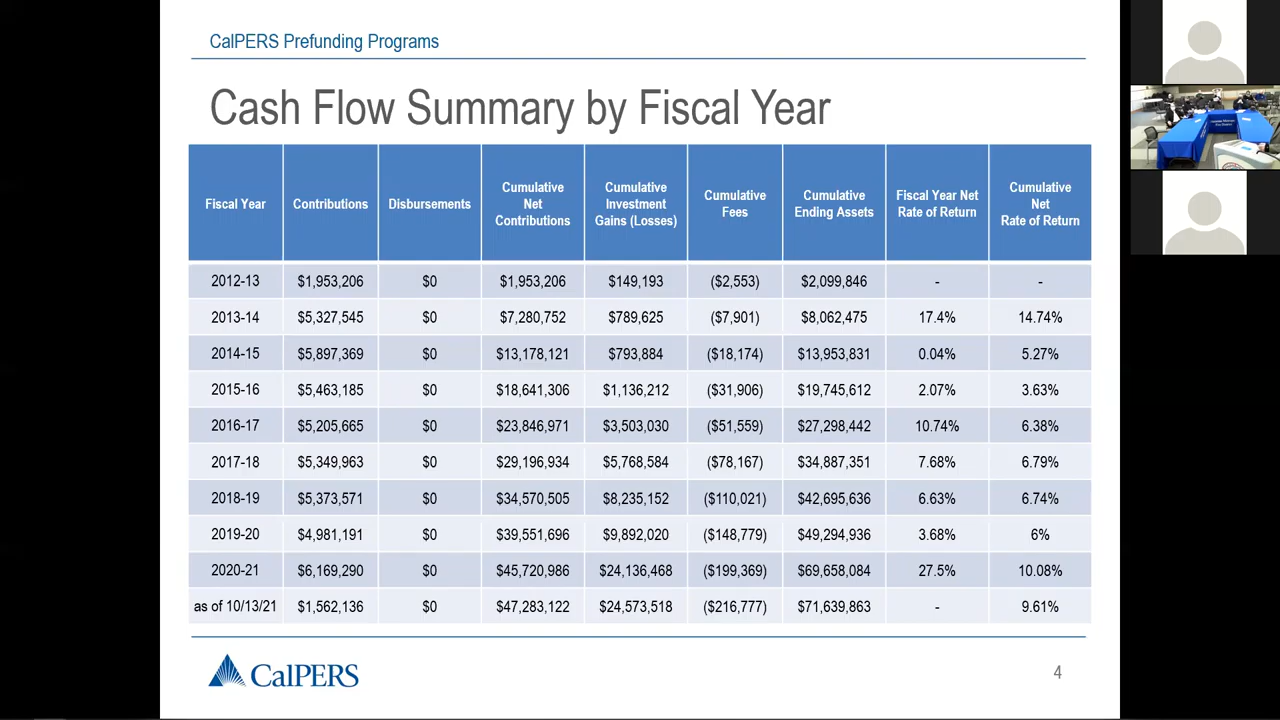 CalPERS Prefunding Programs
Cash Flow Summary by Fiscal Year
Fiscal Year Contributions Disbursements Cumulative Net Contributions Cumulative Investment Gains (Losses) Cumulative Fees Cumulative Ending Assets Fiscal Year Net Rate of Return Cumulative Net Rate of Return
2012-13 $1,953,206 $0 $1,953,206 $149,193 ($2,553) $2,099,846 - -
2013-14 $5,327,545 $0 $7,280,752 $789,625 ($7,901) $8,062,475 17.4% 14.74%
2014-15 $5,897,369 $0 $13,178,121 $793,884 ($18,174) $13,953,831 0.04% 5.27%
2015-16 $5,463,185 $0 $18,641,306 $1,136,212 ($31,906) $19,745,612 2.07% 3.63%
2016-17 $5,205,665 $0 $23,846,971 $3,503,030 ($51,559) $27,298,442 10.74% 6.38%
2017-18 $5,349,963 $0 $29,196,934 $5,768,584 ($78,167) $34,887,351 7.68% 6.79%
2018-19 $5,373,571 $0 $34,570,505 $8,235,152 ($110,021) $42,695,636 6.63% 6.74%
2019-20 $4,981,191 $0 $39,551,696 $9,892,020 ($148,779) $49,294,936 3.68% 6%
2020-21 $6,169,290 $0 $45,720,986 $24,136,468 ($199,369) $69,658,084 27.5% 10.08%
as of 10/13/21 $1,562,136 $0 $47,283,122 $24,573,518 ($216,777) $71,639,863 - 9.61%
CalPERS
4